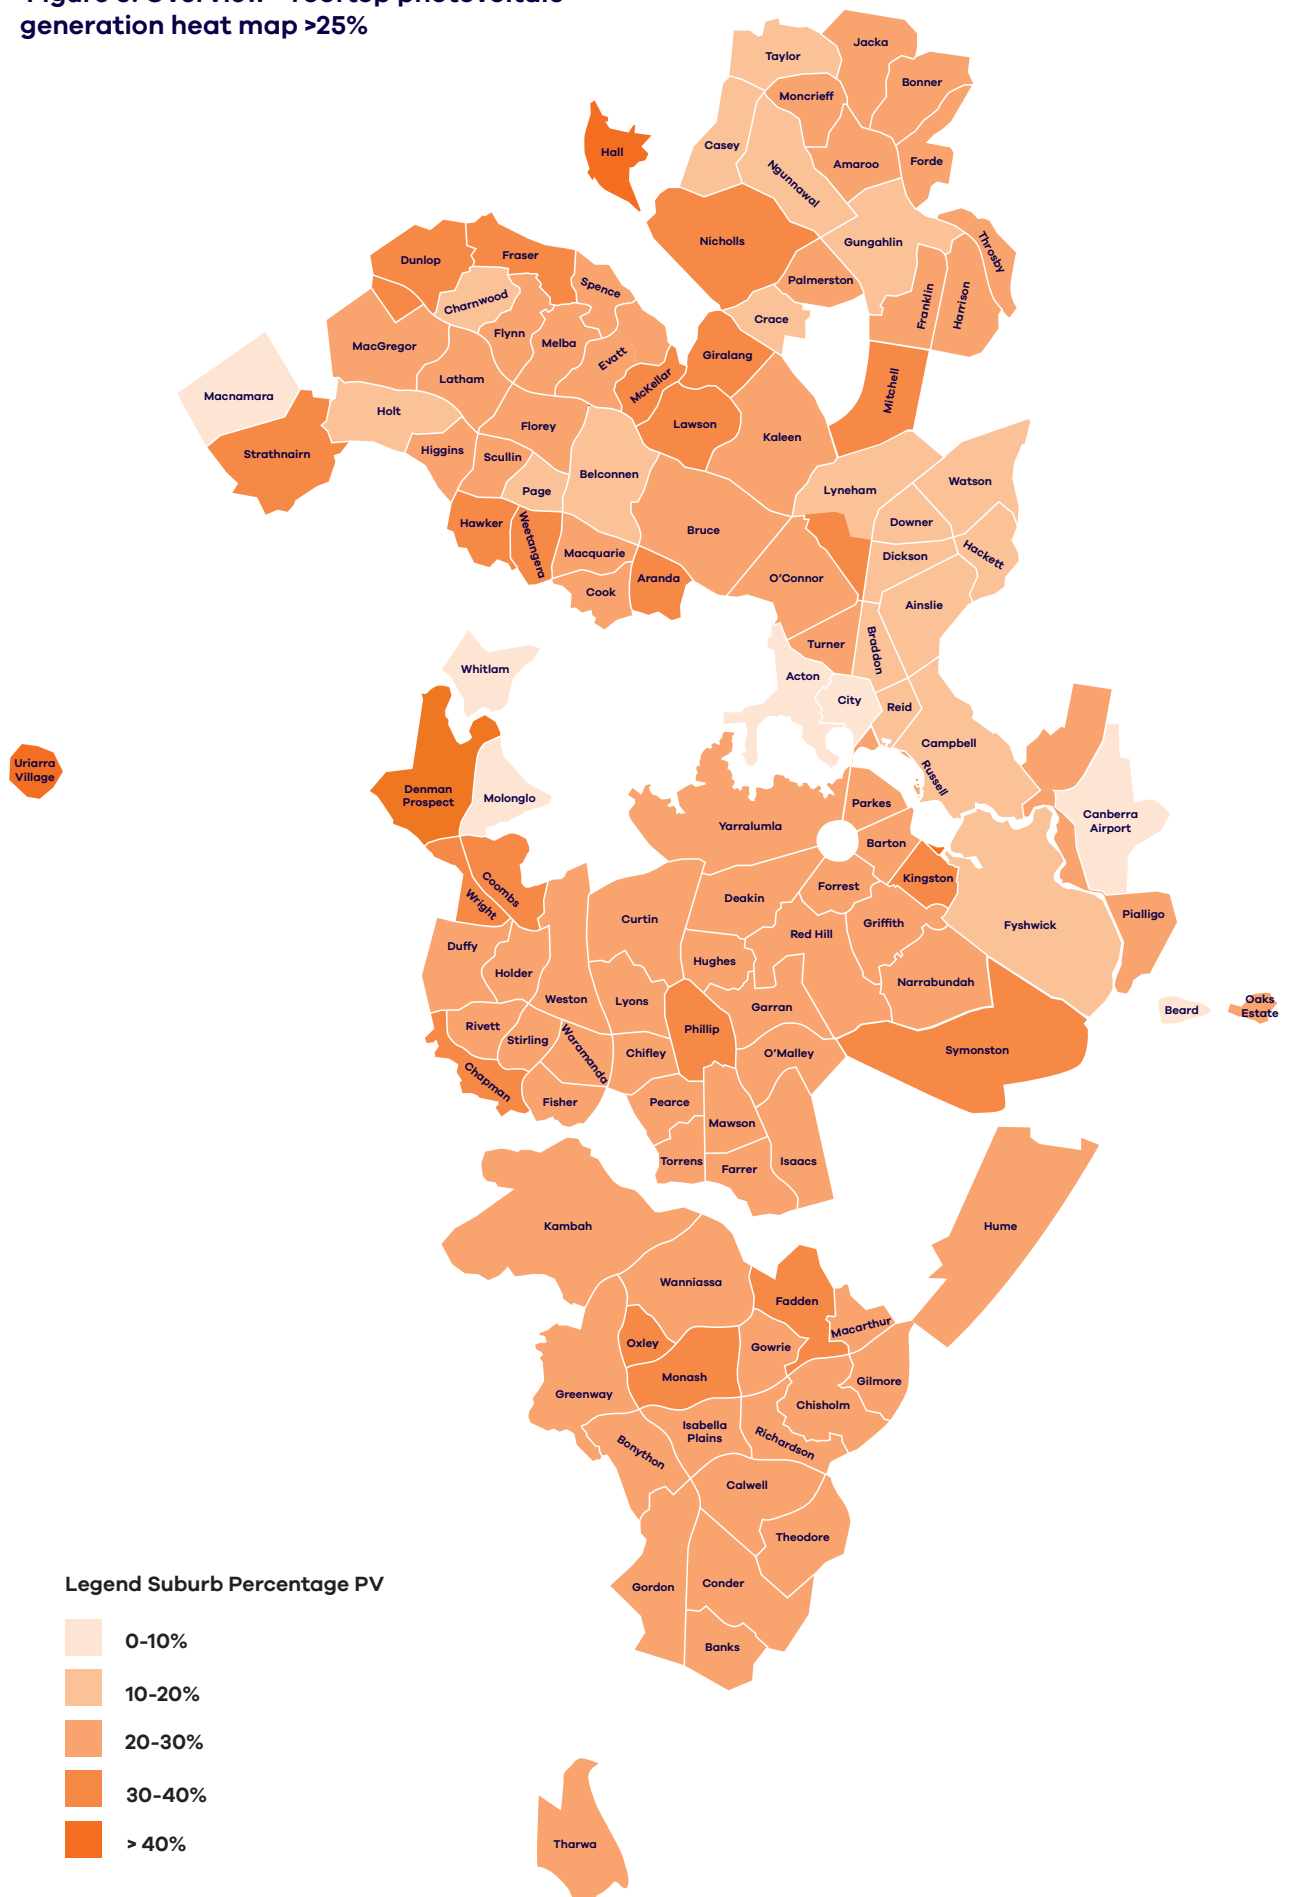 generation heat map >25%
Taylor
Jacka
Bonner
Moncrieff
Hall
Casey
Ngunnawal
Amaroo
Forde
Nicholls
Gungahlin
Throsby
Palmerston
Franklin
Harrison
Crace
Dunlop
Fraser
Spence
Charnwood
MacGregor
Flynn
Melba
Evatt
Giralang
Mitchell
Latham
McKellar
Macnamara
Holt
Lawson
Kaleen
Strathnairn
Higgins
Florey
Scullin
Belconnen
Page
Lyneham
Watson
Hawker
Weetangera
Bruce
Downer
Macquarie
Dickson
Hackett
Cook
Aranda
O'Connor
Ainslie
Turner
Braddon
Whitlam
Acton
City
Reid
Campbell
Uriarra
Village
Denman
Prospect
Molonglo
Russell
Parkes
Canberra
Airport
Yarralumla
Barton
Coombs
Wright
Forrest
Kingston
Deakin
Curtin
Red Hill
Griffith
Fyshwick
Pialligo
Duffy
Holder
Hughes
Narrabundah
Weston
Lyons
Garran
Beard
Oaks
Estate
Rivett
Stirling
Waramanda
Phillip
Chifley
O'Malley
Symonston
Chapman
Fisher
Pearce
Mawson
Torrens
Farrer
Isaacs
Kambah
Hume
Wanniassa
Fadden
Macarthur
Oxley
Gowrie
Monash
Gilmore
Greenway
Chisholm
Isabella
Plains
Richardson
Bonython
Calwell
Theodore
Gordon
Conder
Banks
Tharwa
Legend Suburb Percentage PV
0-10%
10-20%
20-30%
30-40%
> 40%